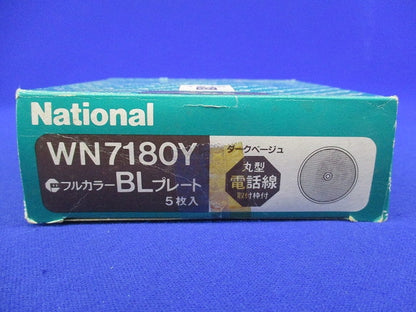 National
WN7180Y
フルカラーBLプレート
5枚入
ダークベージュ
丸型
電話線
取付枠付